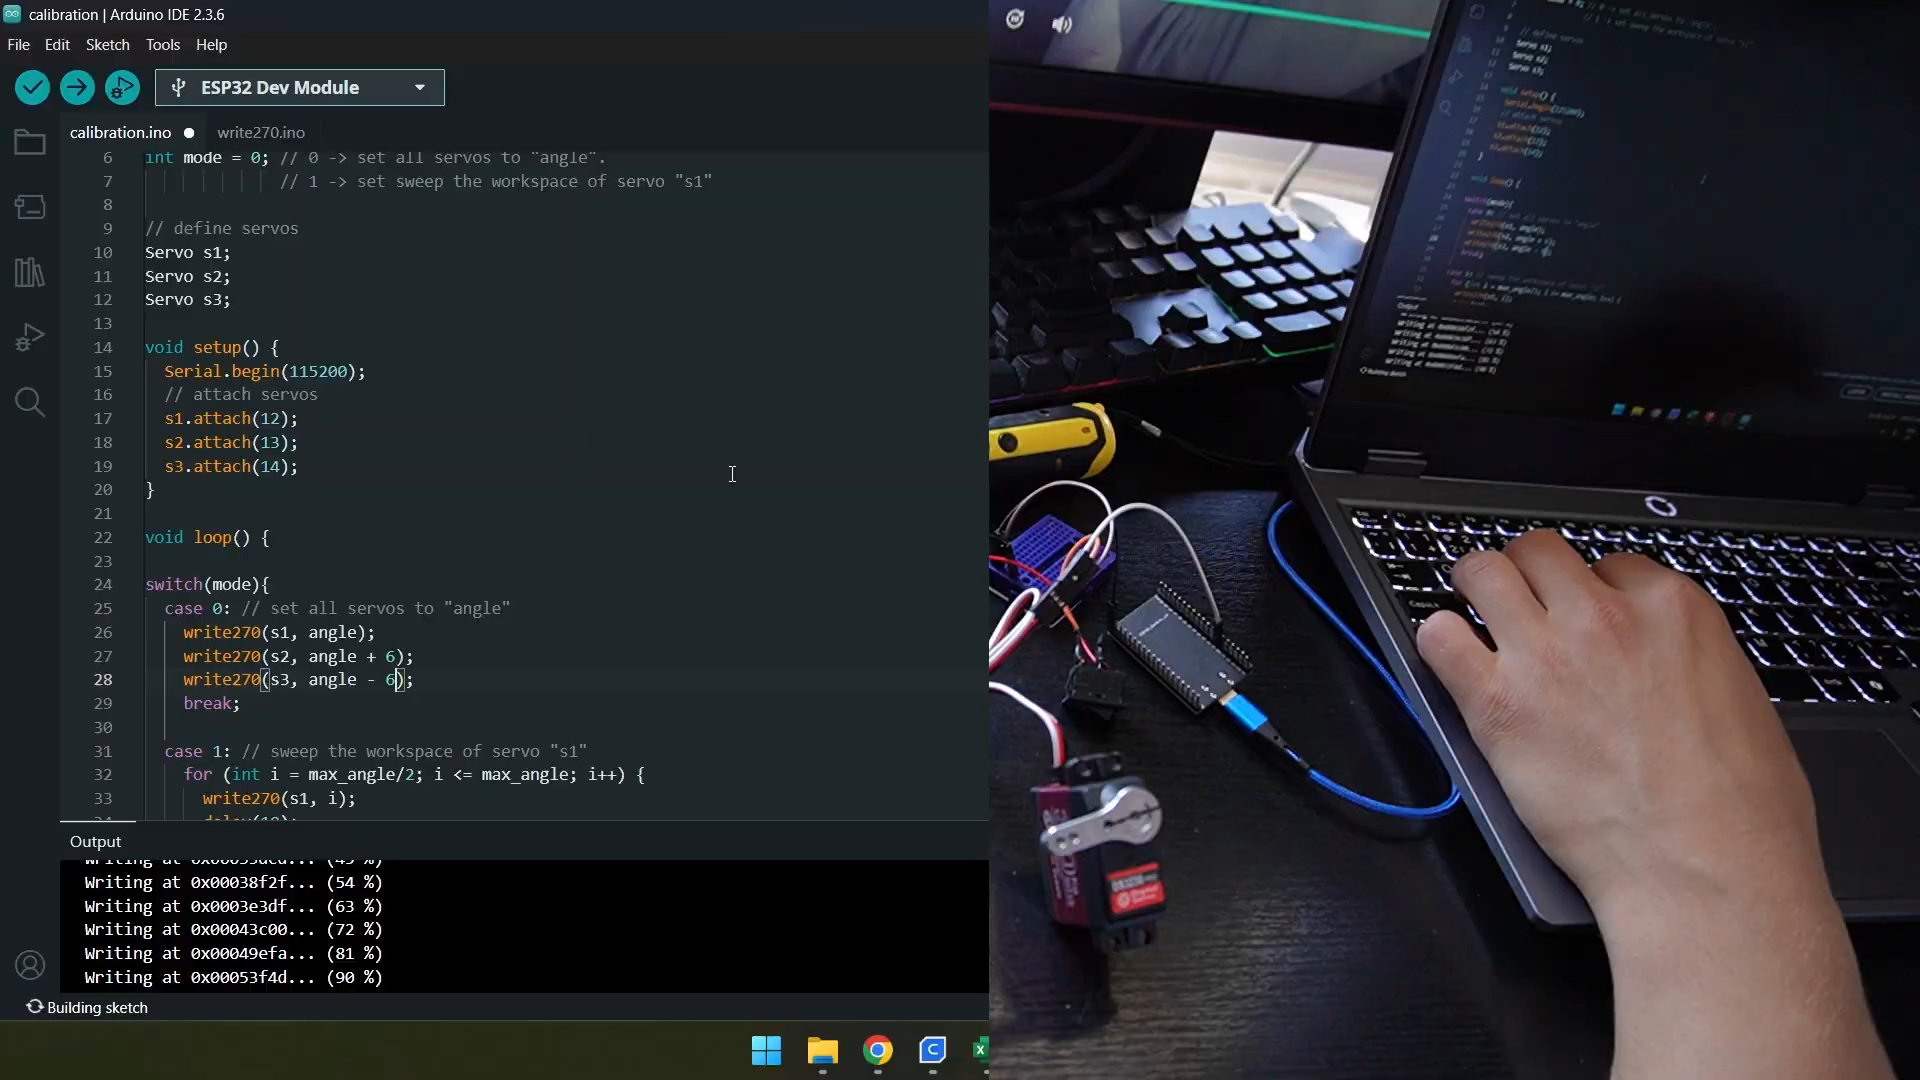 calibration | Arduino IDE 2.3.6
File Edit Sketch Tools Help
ESP32 Dev Module
calibration.ino write270.ino
6 int mode = 0; // 0 -> set all servos to "angle".
7 // 1 -> set sweep the workspace of servo "s1"
8
9 // define servos
10 Servo s1;
11 Servo s2;
12 Servo s3;
13
14 void setup() {
15 Serial.begin(115200);
16 // attach servos
17 s1.attach(12);
18 s2.attach(13);
19 s3.attach(14);
20 }
21
22 void loop() {
23
24 switch(mode){
25 case 0: // set all servos to "angle"
26 write270(s1, angle);
27 write270(s2, angle + 6);
28 write270(s3, angle - 6);
29 break;
30
31 case 1: // sweep the workspace of servo "s1"
32 for (int i = max_angle/2; i <= max_angle; i++) {
33 write270(s1, i);
Output
Writing at 0x00038f2f... (54 %)
Writing at 0x0003e3df... (63 %)
Writing at 0x00043c00... (72 %)
Writing at 0x00049efa... (81 %)
Writing at 0x00053f4d... (90 %)
Building sketch